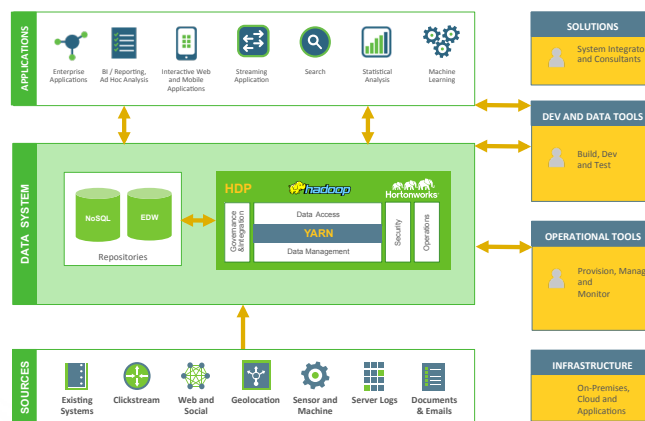 APPLICATIONS
Enterprise
Applications
BI / Reporting,
Ad Hoc Analysis
Interactive Web
and Mobile
Applications
Streaming
Application
Search
Statistical
Analysis
Machine
Learning
DATA SYSTEM
NoSQL
EDW
Repositories
HDP
hadoop
Hortonworks
Governance
&Integration
Data Access
YARN
Data Management
Security
Operations
SOURCES
Existing
Systems
Clickstream
Web and
Social
Geolocation
Sensor and
Machine
Server Logs
Documents
& Emails
SOLUTIONS
System Integrato
and Consultants
DEV AND DATA TOOLS
Build, Dev
and Test
OPERATIONAL TOOLS
Provision, Manag
and
Monitor
INFRASTRUCTURE
On-Premises,
Cloud and
Applications